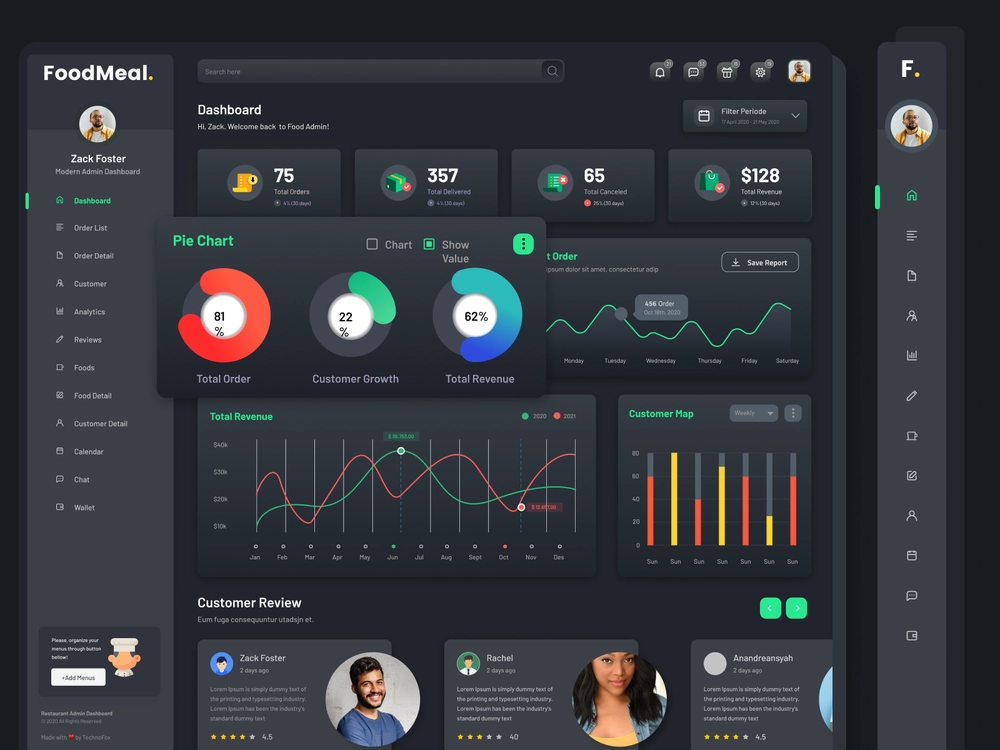 FoodMeal.
Zack Foster
Modern Admin Dashboard
Dashboard
Order List
Order Detail
Customer
Analytics
Reviews
Foods
Food Detail
Customer Detail
Calendar
Chat
Wallet
Please, organize your
menus through button
bellow!
+Add Menus
Restaurant Admin Dashboard
© 2020 All Rights Reserved
Made with ❤ by TechnoFox
Search here
Dashboard
Hi, Zack. Welcome back to Food Admin!
Filter Periode
17 April 2020 - 21 May 2020
75
Total Orders
4% (30 days)
357
Total Delivered
4% (30 days)
65
Total Canceled
25% (30 days)
$128
Total Revenue
12% (30 days)
Pie Chart
Chart
Show
Value
81
%
22
%
62%
Total Order
Customer Growth
Total Revenue
t Order
ipsum dolor sit amet, consectetur adip
Save Report
456 Order
Oct 18th, 2020
Monday
Tuesday
Wednesday
Thursday
Friday
Saturday
Total Revenue
2020
2021
$40k
$30k
$20k
$10k
$ 38,753.00
$ 12,657.00
Jan
Feb
Mar
Apr
May
Jun
Jul
Aug
Sept
Oct
Nov
Des
Customer Map
Weekly
80
60
40
20
0
Sun
Sun
Sun
Sun
Sun
Sun
Sun
Customer Review
Eum fuga consequuntur utadsjn et.
Zack Foster
2 days ago
Lorem Ipsum is simply dummy text of
the printing and typesetting industry.
Lorem Ipsum has been the industry's
standard dummy text
4.5
Rachel
2 days ago
Lorem Ipsum is simply dummy text of
the printing and typesetting industry.
Lorem Ipsum has been the industry's
standard dummy text
40
Anandreansyah
2 days ago
Lorem Ipsum is simply dummy text of
the printing and typesetting industry.
Lorem Ipsum has been the industry's
standard dummy text
4.5
F.